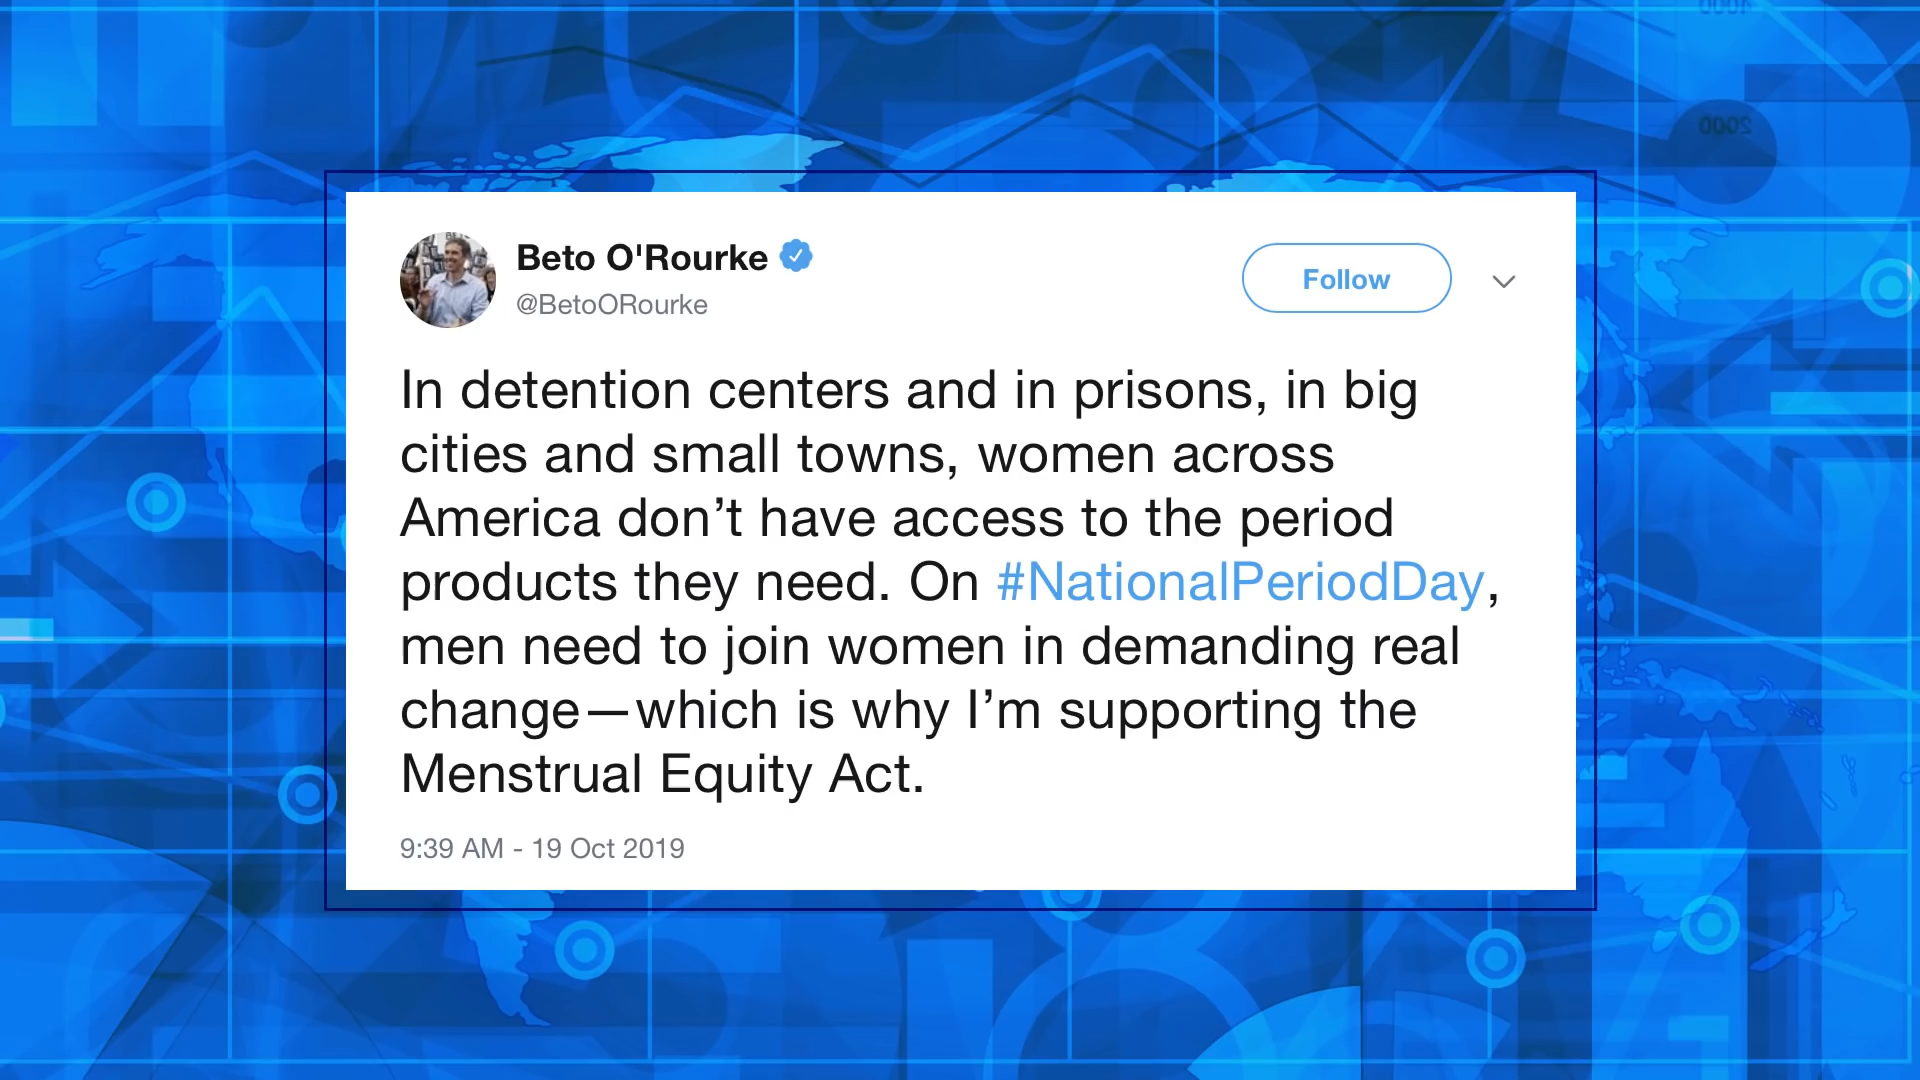 0001
2000
Beto O'Rourke
@BetoORourke
Follow
In detention centers and in prisons, in big
cities and small towns, women across
America don’t have access to the period
products they need. On #NationalPeriodDay,
men need to join women in demanding real
change—which is why I’m supporting the
Menstrual Equity Act.
9:39 AM - 19 Oct 2019